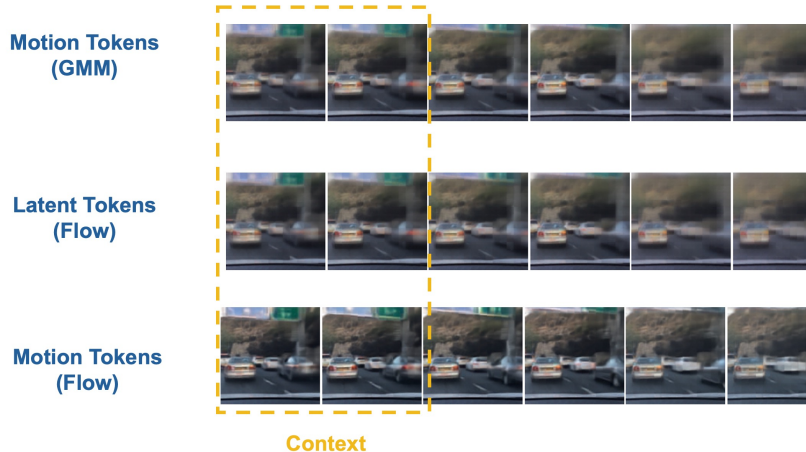 Motion Tokens
(GMM)
Latent Tokens
(Flow)
Motion Tokens
(Flow)
Context